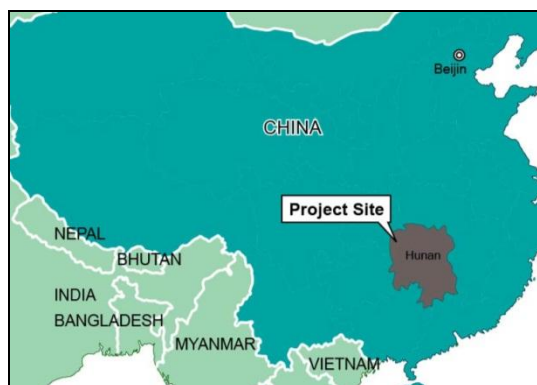 Beijin
CHINA
Project Site
Hunan
NEPAL
BHUTAN
INDIA
BANGLADESH
MYANMAR
VIETNAM